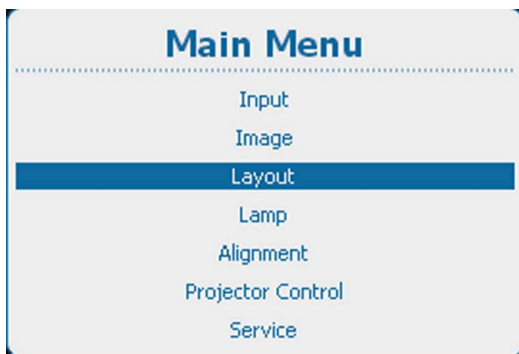 Main Menu
Input
Image
Layout
Lamp
Alignment
Projector Control
Service